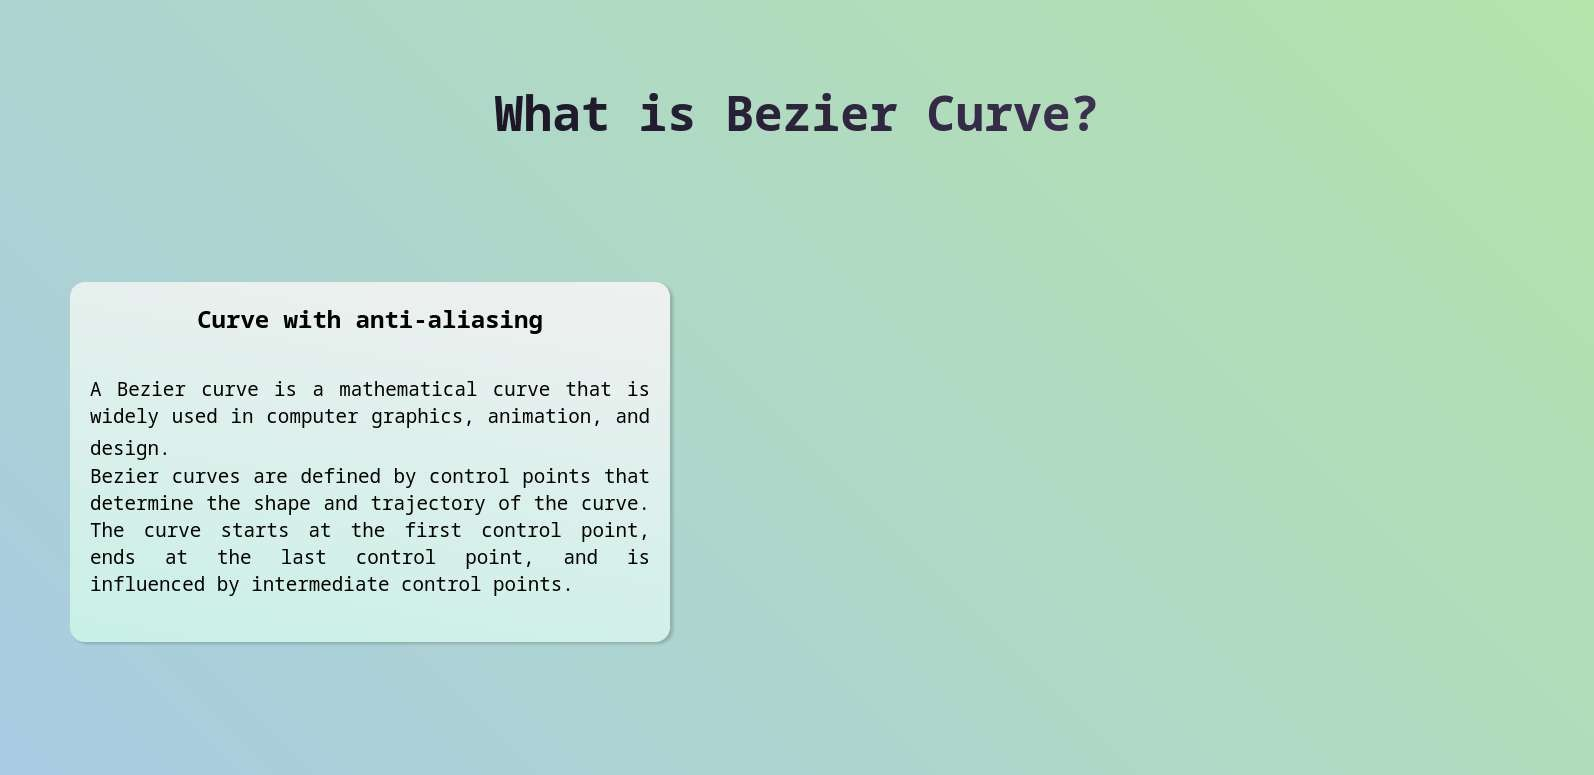 What is Bezier Curve?
Curve with anti-aliasing
A Bezier curve is a mathematical curve that is
widely used in computer graphics, animation, and
design.
Bezier curves are defined by control points that
determine the shape and trajectory of the curve.
The curve starts at the first control point,
ends at the last control point, and is
influenced by intermediate control points.